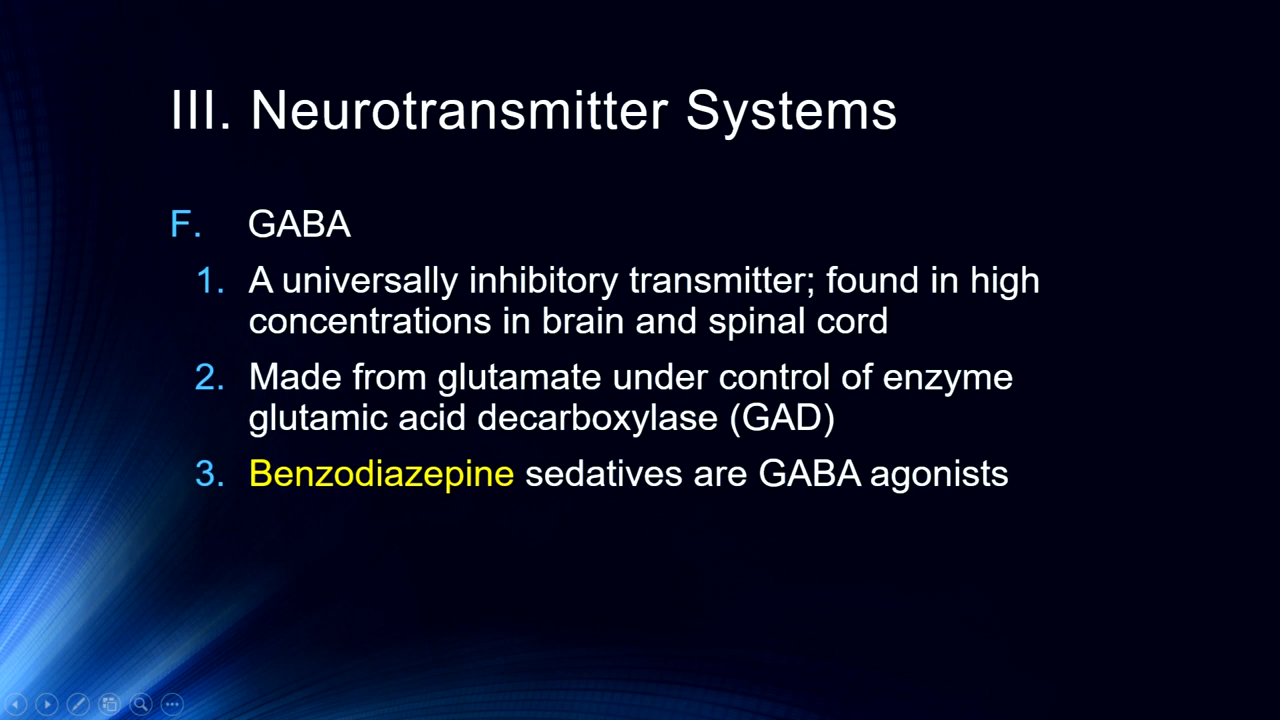 III. Neurotransmitter Systems
F. GABA
1. A universally inhibitory transmitter; found in high
concentrations in brain and spinal cord
2. Made from glutamate under control of enzyme
glutamic acid decarboxylase (GAD)
3. Benzodiazepine sedatives are GABA agonists